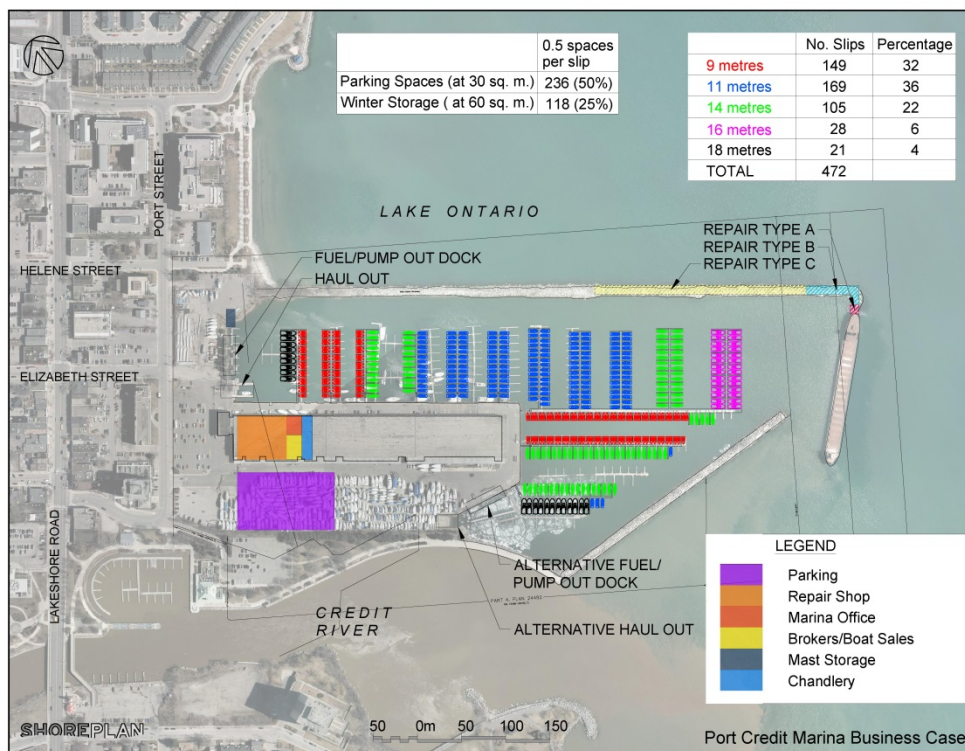 0.5 spaces
per slip
Parking Spaces (at 30 sq. m.) 236 (50%)
Winter Storage ( at 60 sq. m.) 118 (25%)
No. Slips Percentage
9 metres 149 32
11 metres 169 36
14 metres 105 22
16 metres 28 6
18 metres 21 4
TOTAL 472
PORT STREET
LAKE ONTARIO
REPAIR TYPE A
REPAIR TYPE B
REPAIR TYPE C
HELENE STREET
FUEL/PUMP OUT DOCK
HAUL OUT
ELIZABETH STREET
LAKESHORE ROAD
ALTERNATIVE FUEL/
PUMP OUT DOCK
ALTERNATIVE HAUL OUT
CREDIT
RIVER
LEGEND
Parking
Repair Shop
Marina Office
Brokers/Boat Sales
Mast Storage
Chandlery
SHOREPLAN
50 0m 50 100 150
Port Credit Marina Business Case